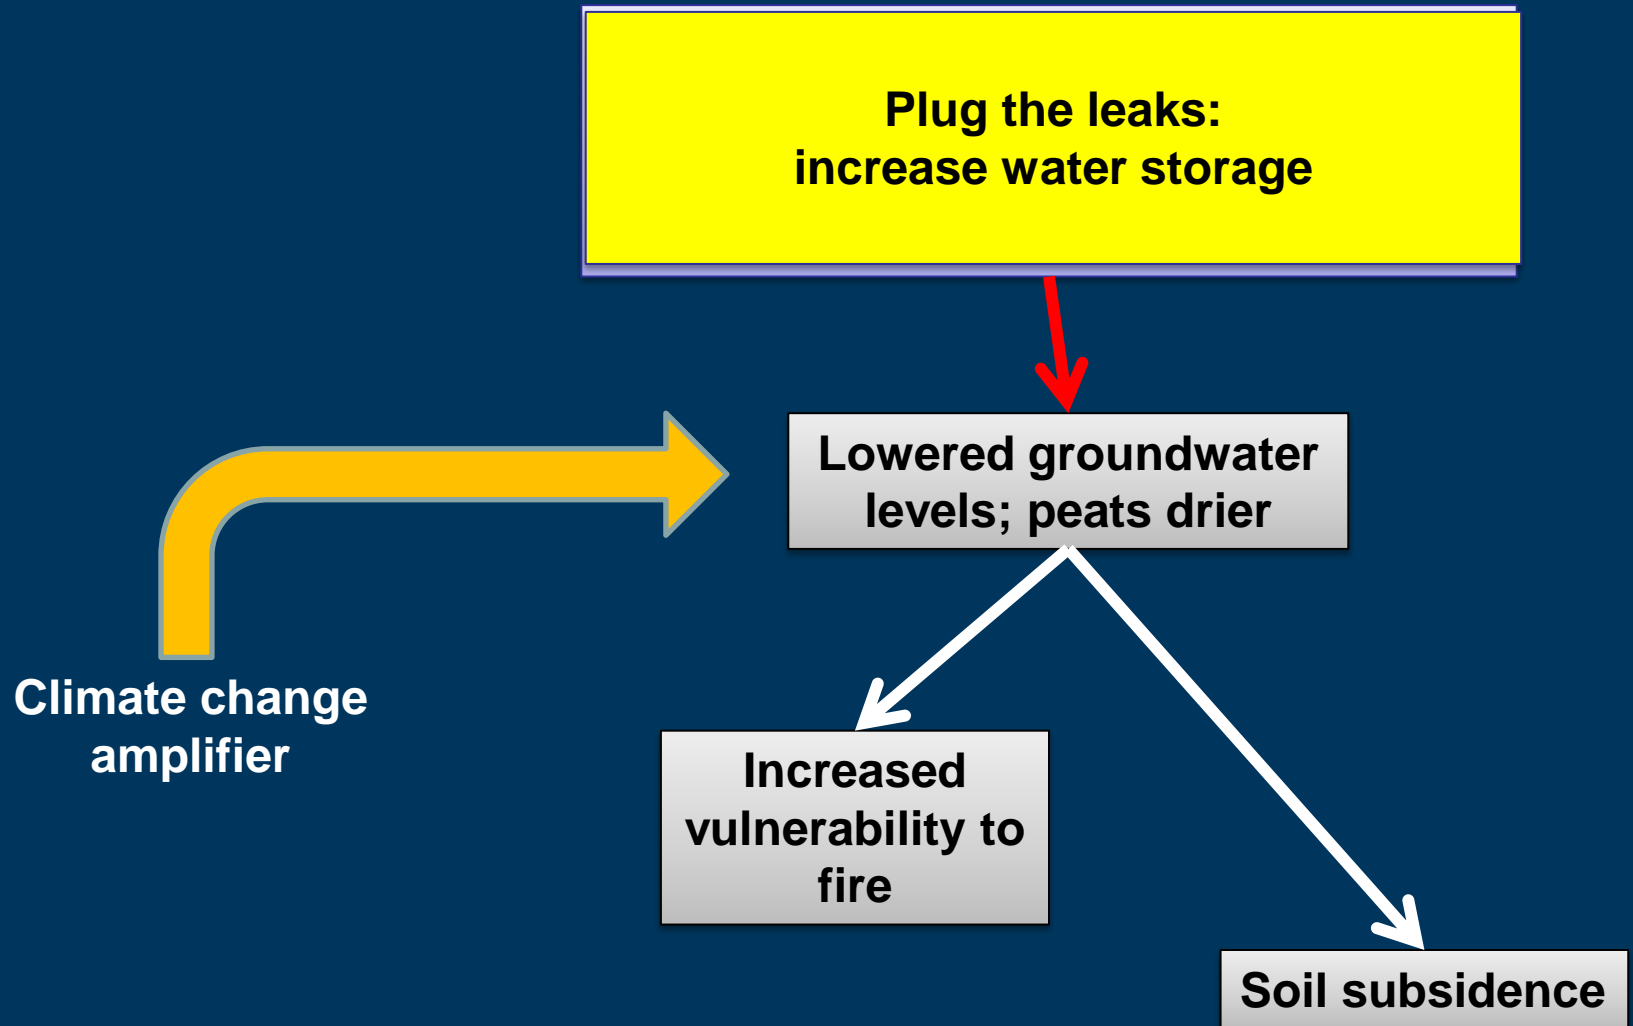 Plug the leaks:
increase water storage
Lowered groundwater
levels; peats drier
Climate change
amplifier
Increased
vulnerability to
fire
Soil subsidence